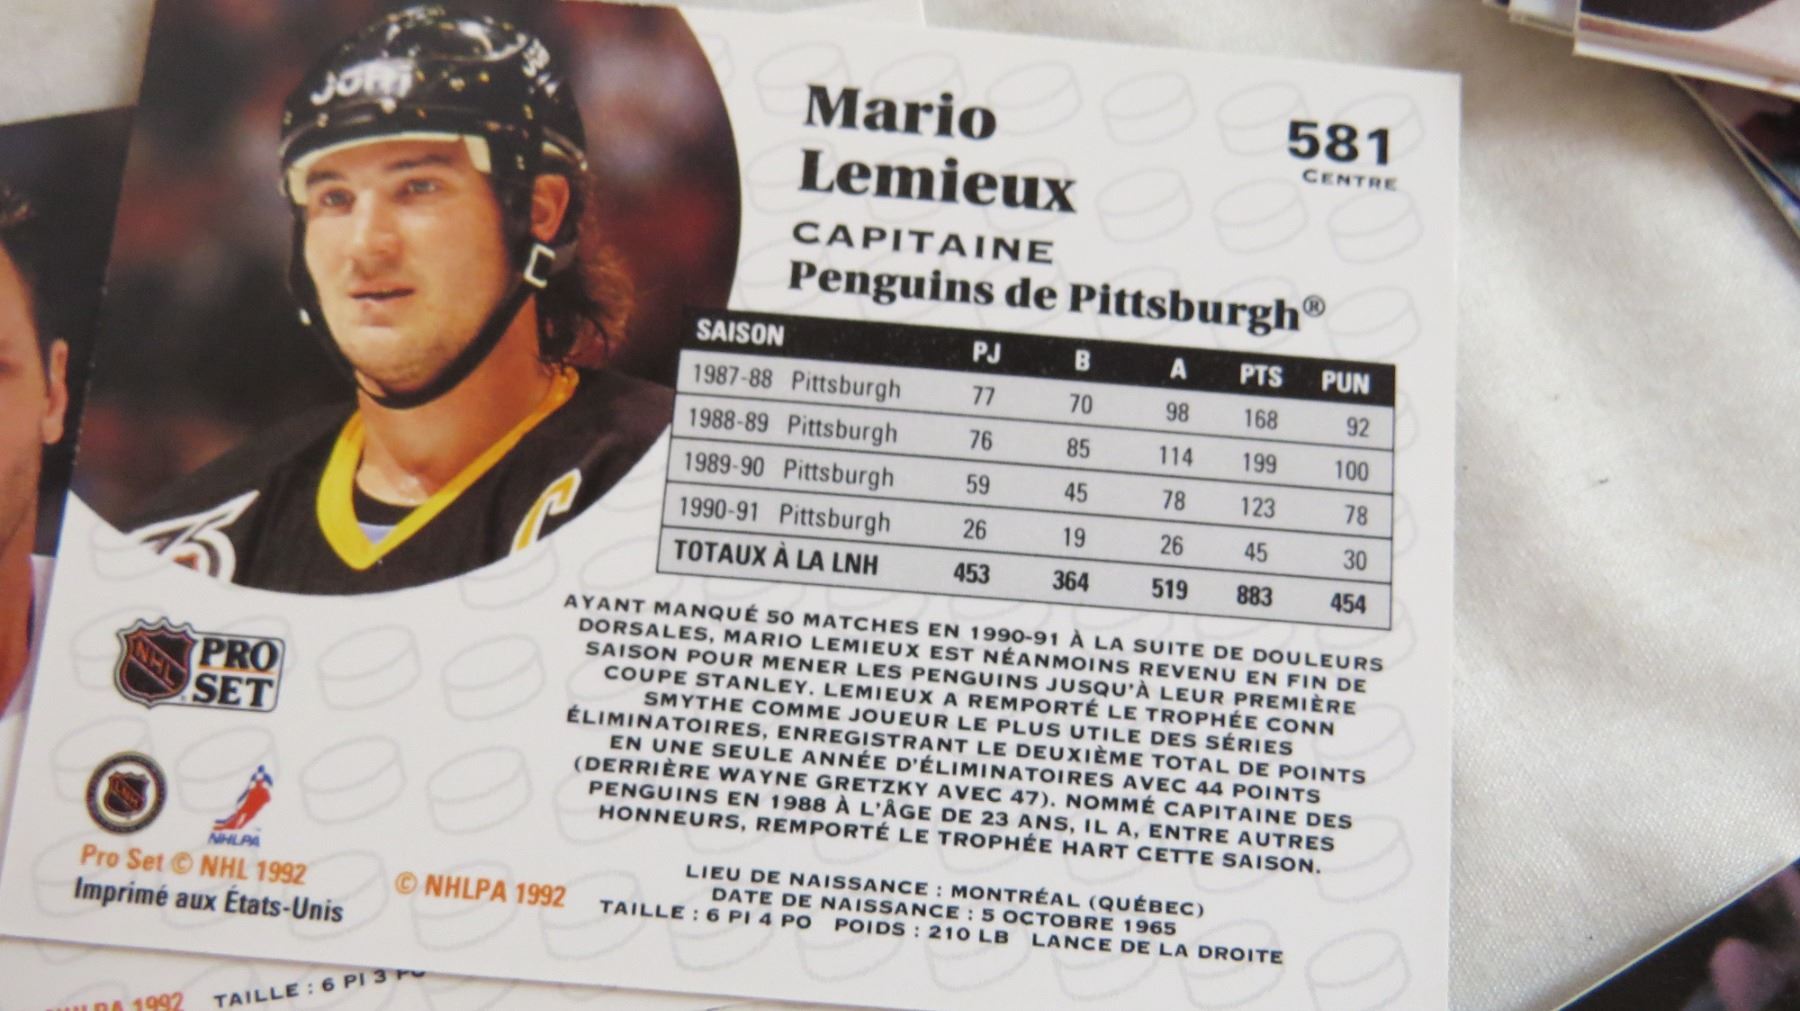 Jofa
Mario
Lemieux
CAPITAINE
Penguins de Pittsburgh®
581
CENTRE
SAISON PJ B A PTS PUN
1987-88 Pittsburgh 77 70 98 168 92
1988-89 Pittsburgh 76 85 114 199 100
1989-90 Pittsburgh 59 45 78 123 78
1990-91 Pittsburgh 26 19 26 45 30
TOTAUX À LA LNH 453 364 519 883 454
AYANT MANQUÉ 50 MATCHES EN 1990-91 À LA SUITE DE DOULEURS
DORSALES, MARIO LEMIEUX EST NÉANMOINS REVENU EN FIN DE
SAISON POUR MENER LES PENGUINS JUSQU'À LEUR PREMIÈRE
COUPE STANLEY. LEMIEUX A REMPORTÉ LE TROPHÉE CONN
SMYTHE COMME JOUEUR LE PLUS UTILE DES SÉRIES
ÉLIMINATOIRES, ENREGISTRANT LE DEUXIÈME TOTAL DE POINTS
EN UNE SEULE ANNÉE D'ÉLIMINATOIRES AVEC 44 POINTS
(DERRIÈRE WAYNE GRETZKY AVEC 47). NOMMÉ CAPITAINE DES
PENGUINS EN 1988 À L'ÂGE DE 23 ANS, IL A, ENTRE AUTRES
HONNEURS, REMPORTÉ LE TROPHÉE HART CETTE SAISON.
LIEU DE NAISSANCE : MONTRÉAL (QUÉBEC)
DATE DE NAISSANCE : 5 OCTOBRE 1965
TAILLE : 6 PI 4 PO POIDS : 210 LB LANCE DE LA DROITE
C
NHL
PRO
SET
NHLPA
Pro Set © NHL 1992
Imprimé aux États-Unis
© NHLPA 1992
1992 TAILLE : 6 PI 3